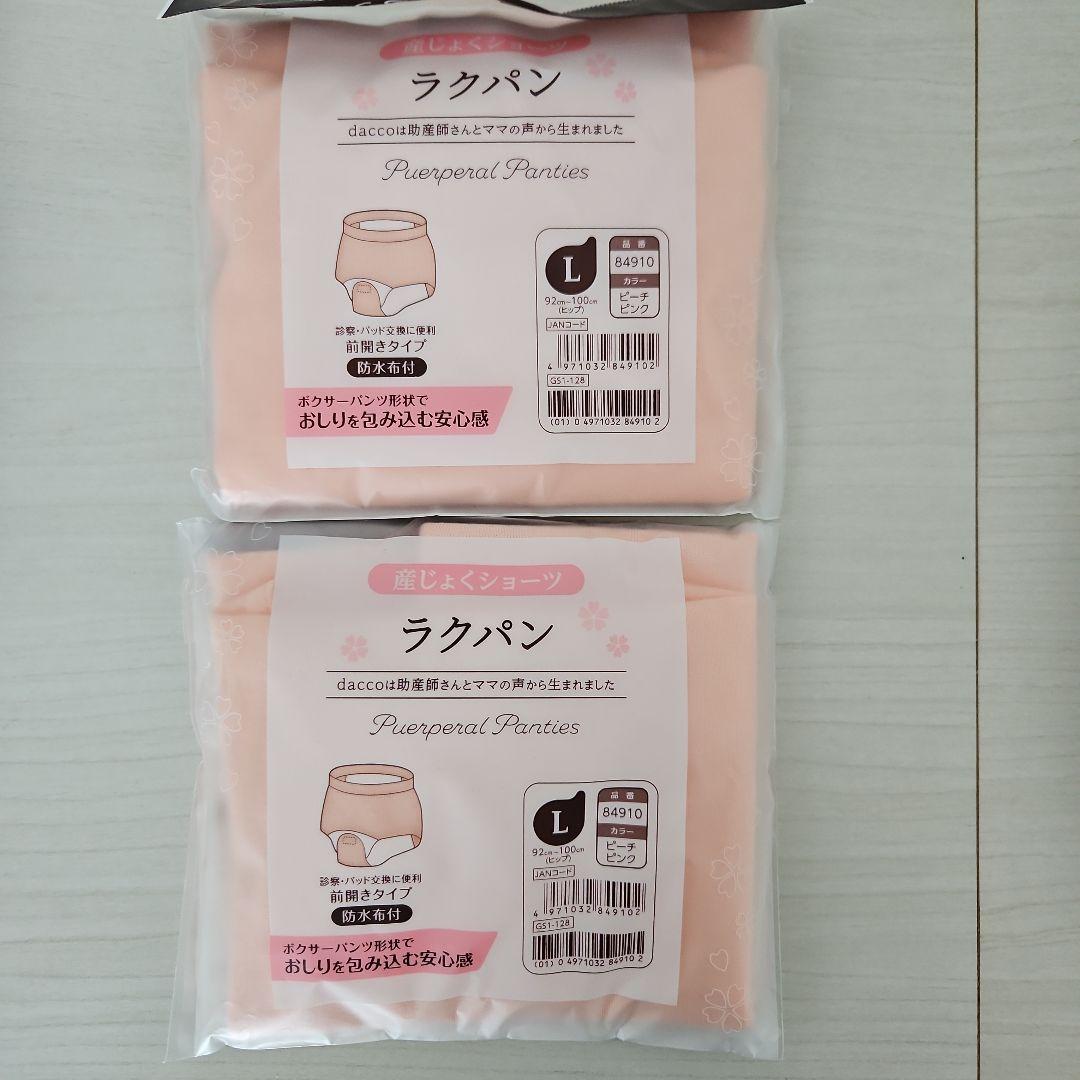 産じょくショーツ
ラクパン
daccoは助産師さんとママの声から生まれました
Puerperal Panties
L
92cm~100cm
(ヒップ)
品番
84910
カラー
ピーチ
ピンク
JANコード
4 971032 849102
GS1-128
(01) 0 4971032 84910 2
診察・パッド交換に便利
前開きタイプ
防水布付
ボクサーパンツ形状で
おしりを包み込む安心感
産じょくショーツ
ラクパン
daccoは助産師さんとママの声から生まれました
Puerperal Panties
L
92cm~100cm
(ヒップ)
品番
84910
カラー
ピーチ
ピンク
JANコード
4 971032 849102
GS1-128
(01) 0 4971032 84910 2
診察・パッド交換に便利
前開きタイプ
防水布付
ボクサーパンツ形状で
おしりを包み込む安心感